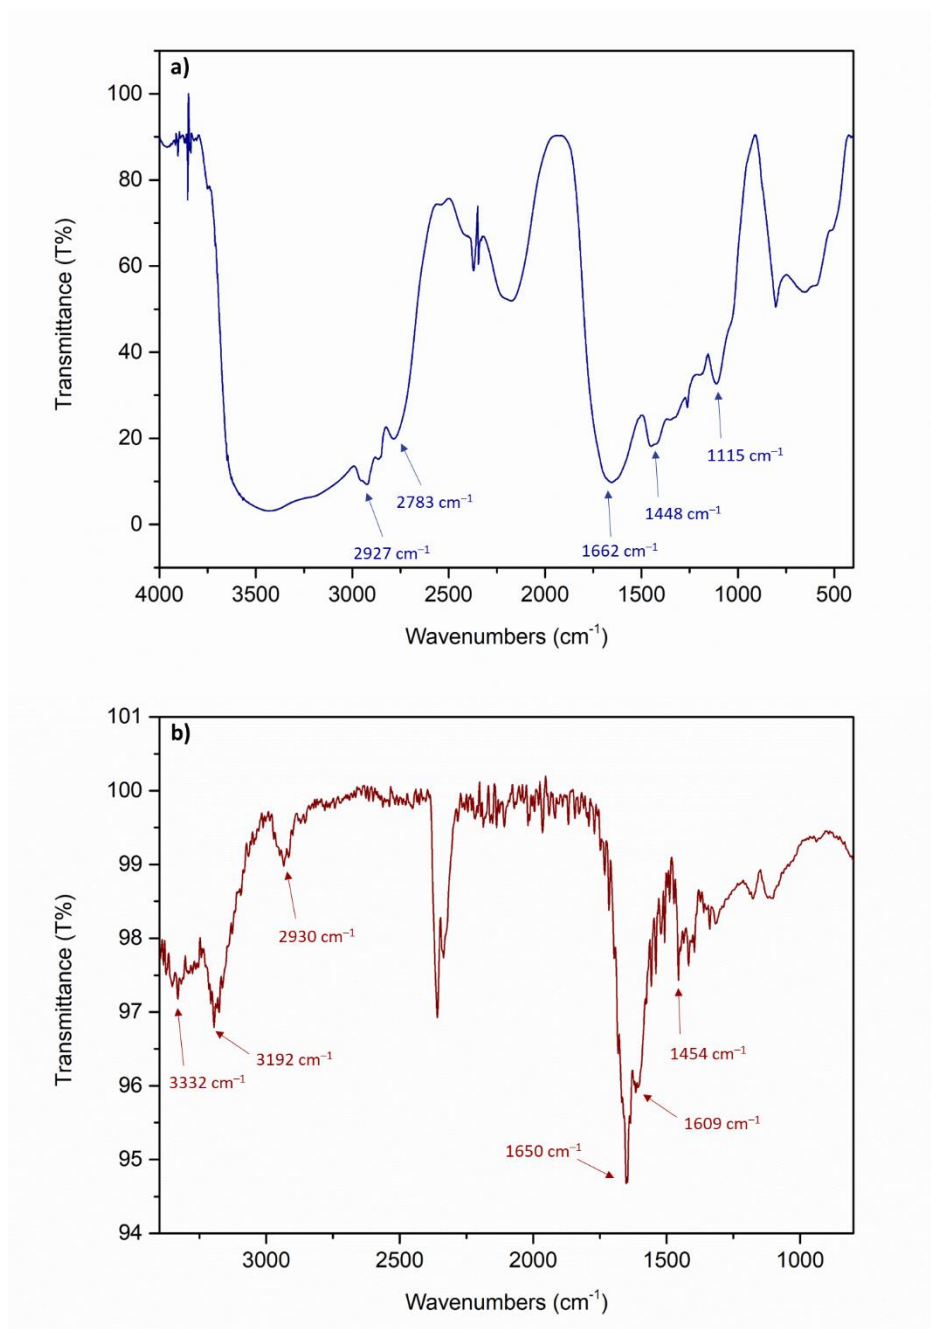 a)
100
80
60
40
20
0
Transmittance (T%)
2927 cm⁻¹
2783 cm⁻¹
1662 cm⁻¹
1448 cm⁻¹
1115 cm⁻¹
4000 3500 3000 2500 2000 1500 1000 500
Wavenumbers (cm⁻¹)
b)
101
100
99
98
97
96
95
94
Transmittance (T%)
3332 cm⁻¹
3192 cm⁻¹
2930 cm⁻¹
1650 cm⁻¹
1609 cm⁻¹
1454 cm⁻¹
3000 2500 2000 1500 1000
Wavenumbers (cm⁻¹)